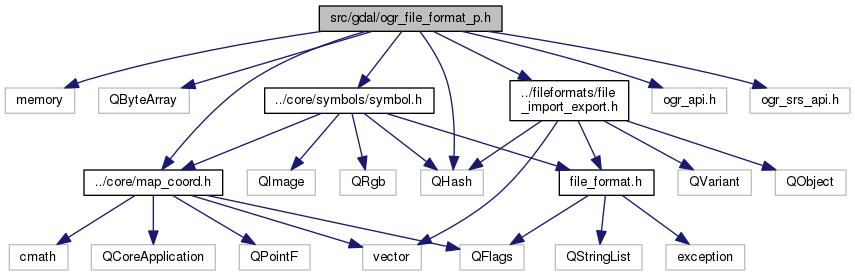 src/gdal/ogr_file_format_p.h
memory
QByteArray
../core/symbols/symbol.h
../fileformats/file
_import_export.h
ogr_api.h
ogr_srs_api.h
../core/map_coord.h
QImage
QRgb
QHash
file_format.h
QVariant
QObject
cmath
QCoreApplication
QPointF
vector
QFlags
QStringList
exception